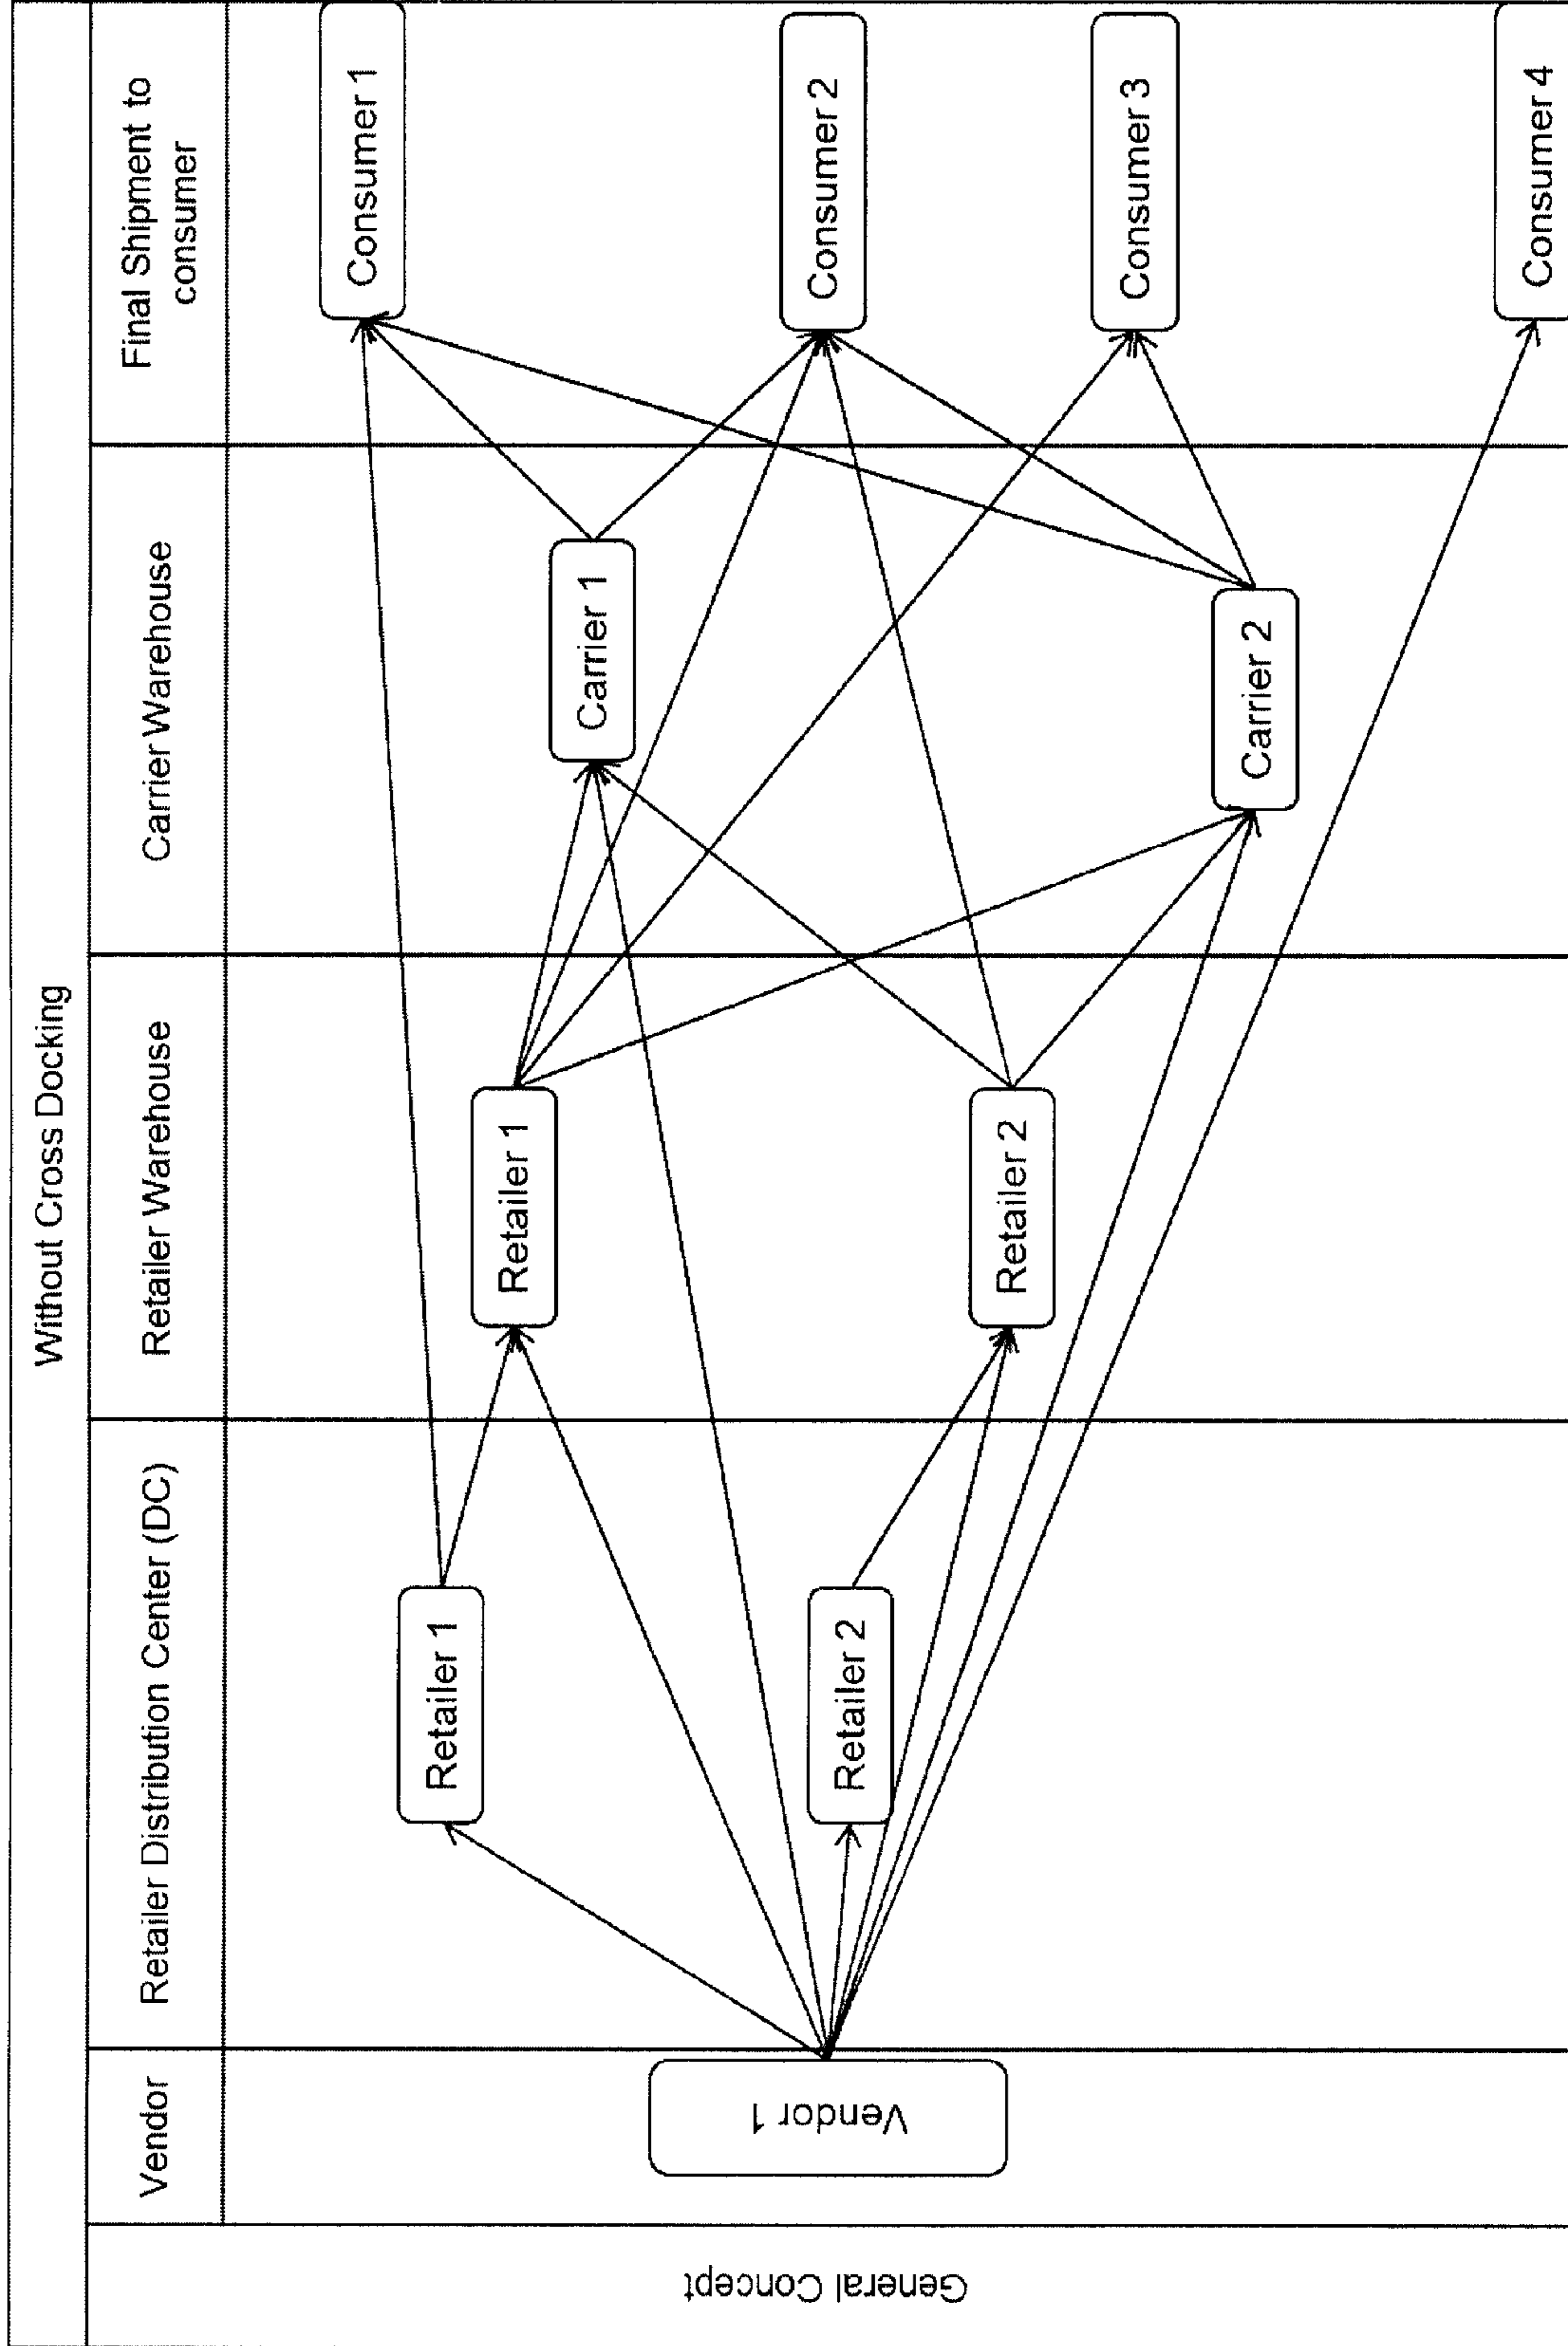 Without Cross Docking
Vendor
Retailer Distribution Center (DC)
Retailer Warehouse
Carrier Warehouse
Final Shipment to
consumer
General Concept
Vendor 1
Retailer 1
Retailer 2
Retailer 1
Retailer 2
Carrier 1
Carrier 2
Consumer 1
Consumer 2
Consumer 3
Consumer 4